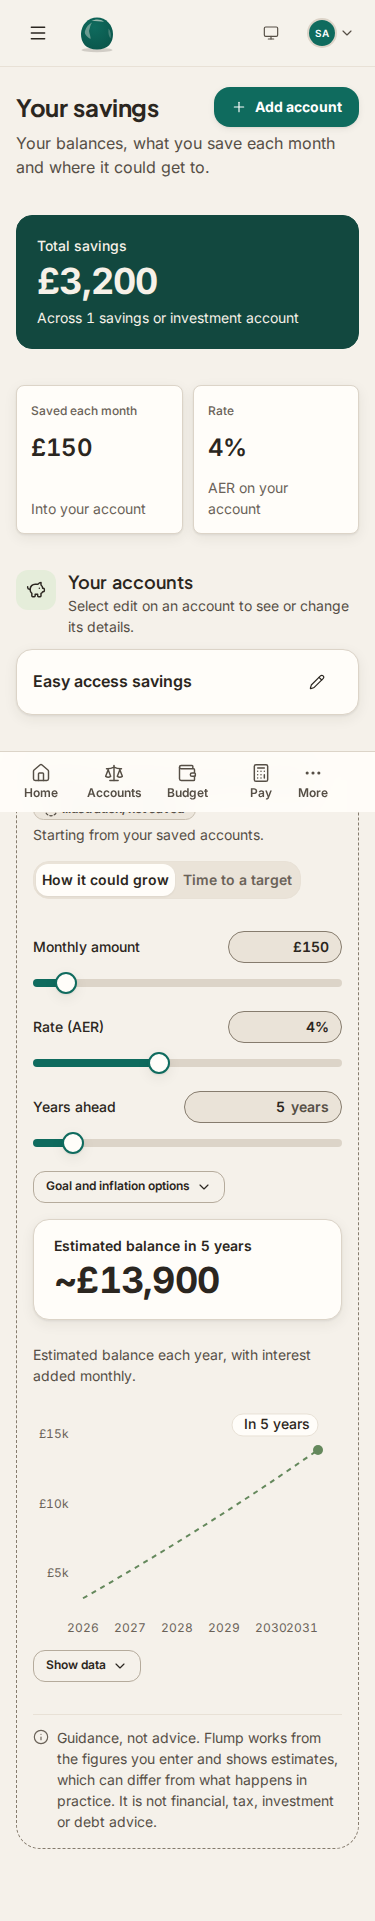 SA
Your savings
Add account
Your balances, what you save each month
and where it could get to.
Total savings
£3,200
Across 1 savings or investment account
Saved each month
£150
Into your account
Rate
4%
AER on your
account
Your accounts
Select edit on an account to see or change
its details.
Easy access savings
Home
Accounts
Budget
Pay
More
Starting from your saved accounts.
How it could grow
Time to a target
Monthly amount
£150
Rate (AER)
4%
Years ahead
5 years
Goal and inflation options
Estimated balance in 5 years
~£13,900
Estimated balance each year, with interest
added monthly.
In 5 years
£15k
£10k
£5k
2026 2027 2028 2029 2030 2031
Show data
Guidance, not advice. Flump works from
the figures you enter and shows estimates,
which can differ from what happens in
practice. It is not financial, tax, investment
or debt advice.